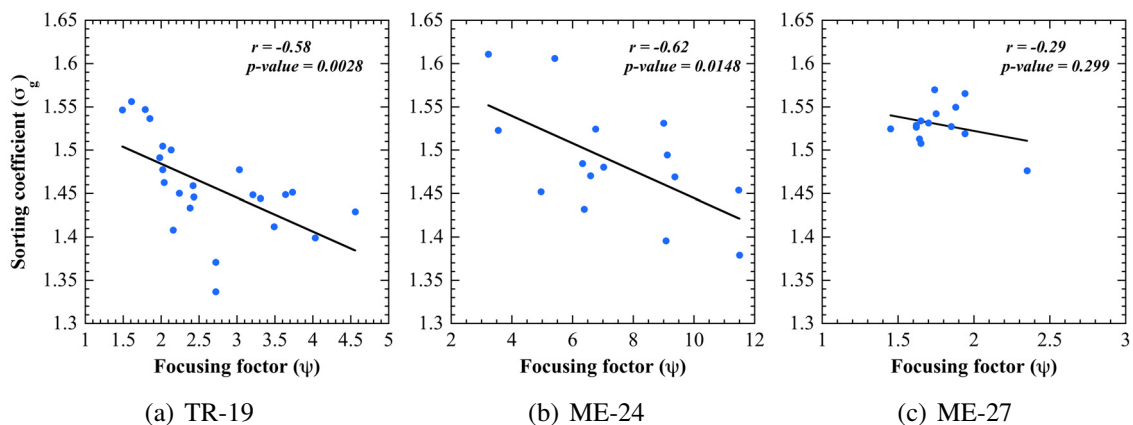 Sorting coefficient (σg)
1.65
1.6
1.55
1.5
1.45
1.4
1.35
1.3
r = -0.58
p-value = 0.0028
1 1.5 2 2.5 3 3.5 4 4.5 5
Focusing foctor (ψ)
(a) TR-19
1.65
1.6
1.55
1.5
1.45
1.4
1.35
1.3
r = -0.62
p-value = 0.0148
2 4 6 8 10 12
Focusing foctor (ψ)
(b) ME-24
1.65
1.6
1.55
1.5
1.45
1.4
1.35
1.3
r = -0.29
p-value = 0.299
1 1.5 2 2.5 3
Focusing foctor (ψ)
(c) ME-27